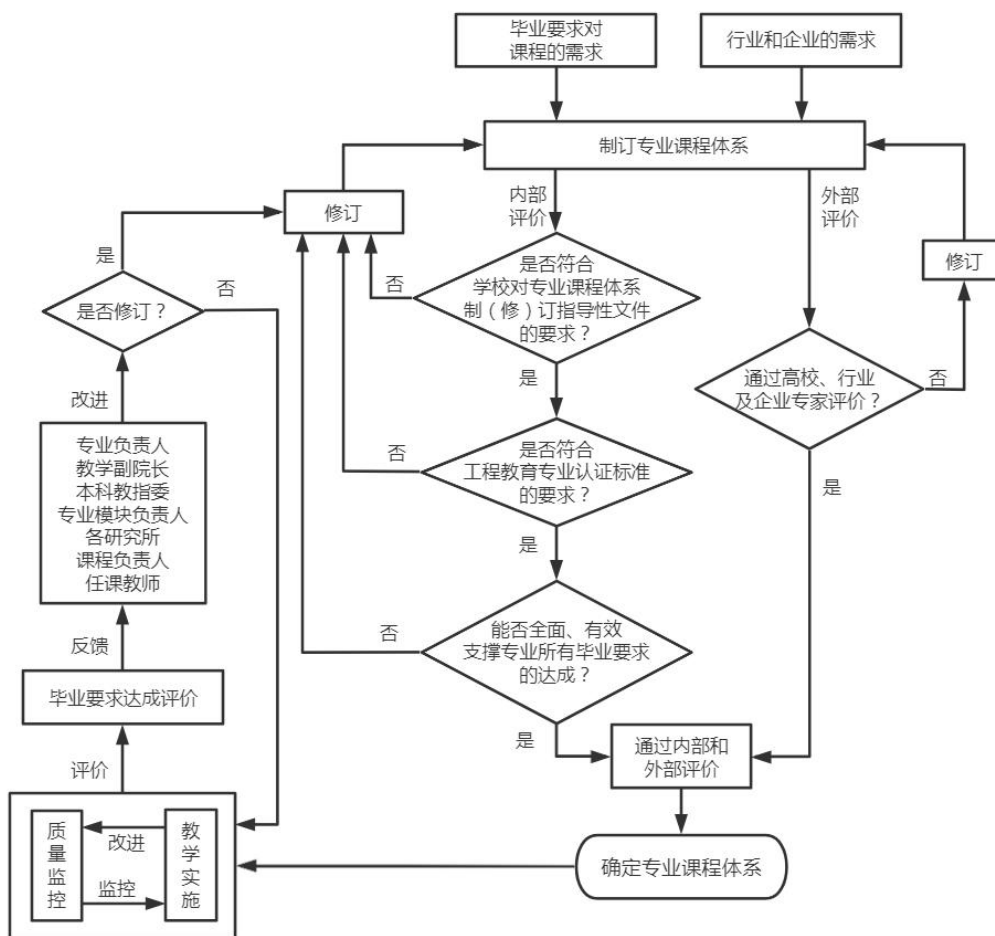 毕业要求对
课程的需求
行业和企业的需求
制订专业课程体系
内部
评价
外部
评价
修订
修订
是
否
是否修订？
否
是否符合
学校对专业课程体系
制（修）订指导性文件
的要求？
是
改进
通过高校、行业
及企业专家评价？
否
专业负责人
教学副院长
本科教指委
专业模块负责人
各研究所
课程负责人
任课教师
否
是否符合
工程教育专业认证标准
的要求？
是
是
反馈
否
能否全面、有效
支撑专业所有毕业要求
的达成？
毕业要求达成评价
是
通过内部和
外部评价
评价
质量监控
改进
监控
教学实施
确定专业课程体系